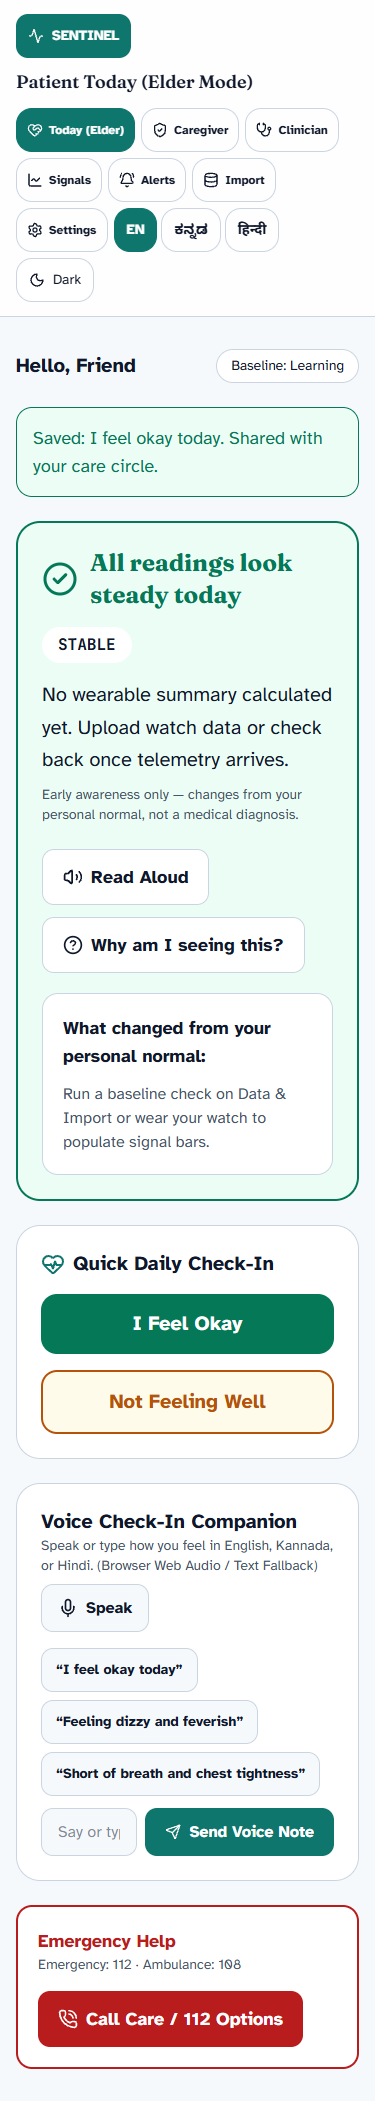 SENTINEL
Patient Today (Elder Mode)
Today (Elder)
Caregiver
Clinician
Signals
Alerts
Import
Settings
EN
ಕನ್ನಡ
हिन्दी
Dark
Hello, Friend
Baseline: Learning
Saved: I feel okay today. Shared with
your care circle.
All readings look
steady today
STABLE
No wearable summary calculated
yet. Upload watch data or check
back once telemetry arrives.
Early awareness only — changes from your
personal normal, not a medical diagnosis.
Read Aloud
Why am I seeing this?
What changed from your
personal normal:
Run a baseline check on Data &
Import or wear your watch to
populate signal bars.
Quick Daily Check-In
I Feel Okay
Not Feeling Well
Voice Check-In Companion
Speak or type how you feel in English, Kannada,
or Hindi. (Browser Web Audio / Text Fallback)
Speak
“I feel okay today”
“Feeling dizzy and feverish”
“Short of breath and chest tightness”
Say or
Send Voice Note
Emergency Help
Emergency: 112 · Ambulance: 108
Call Care / 112 Options